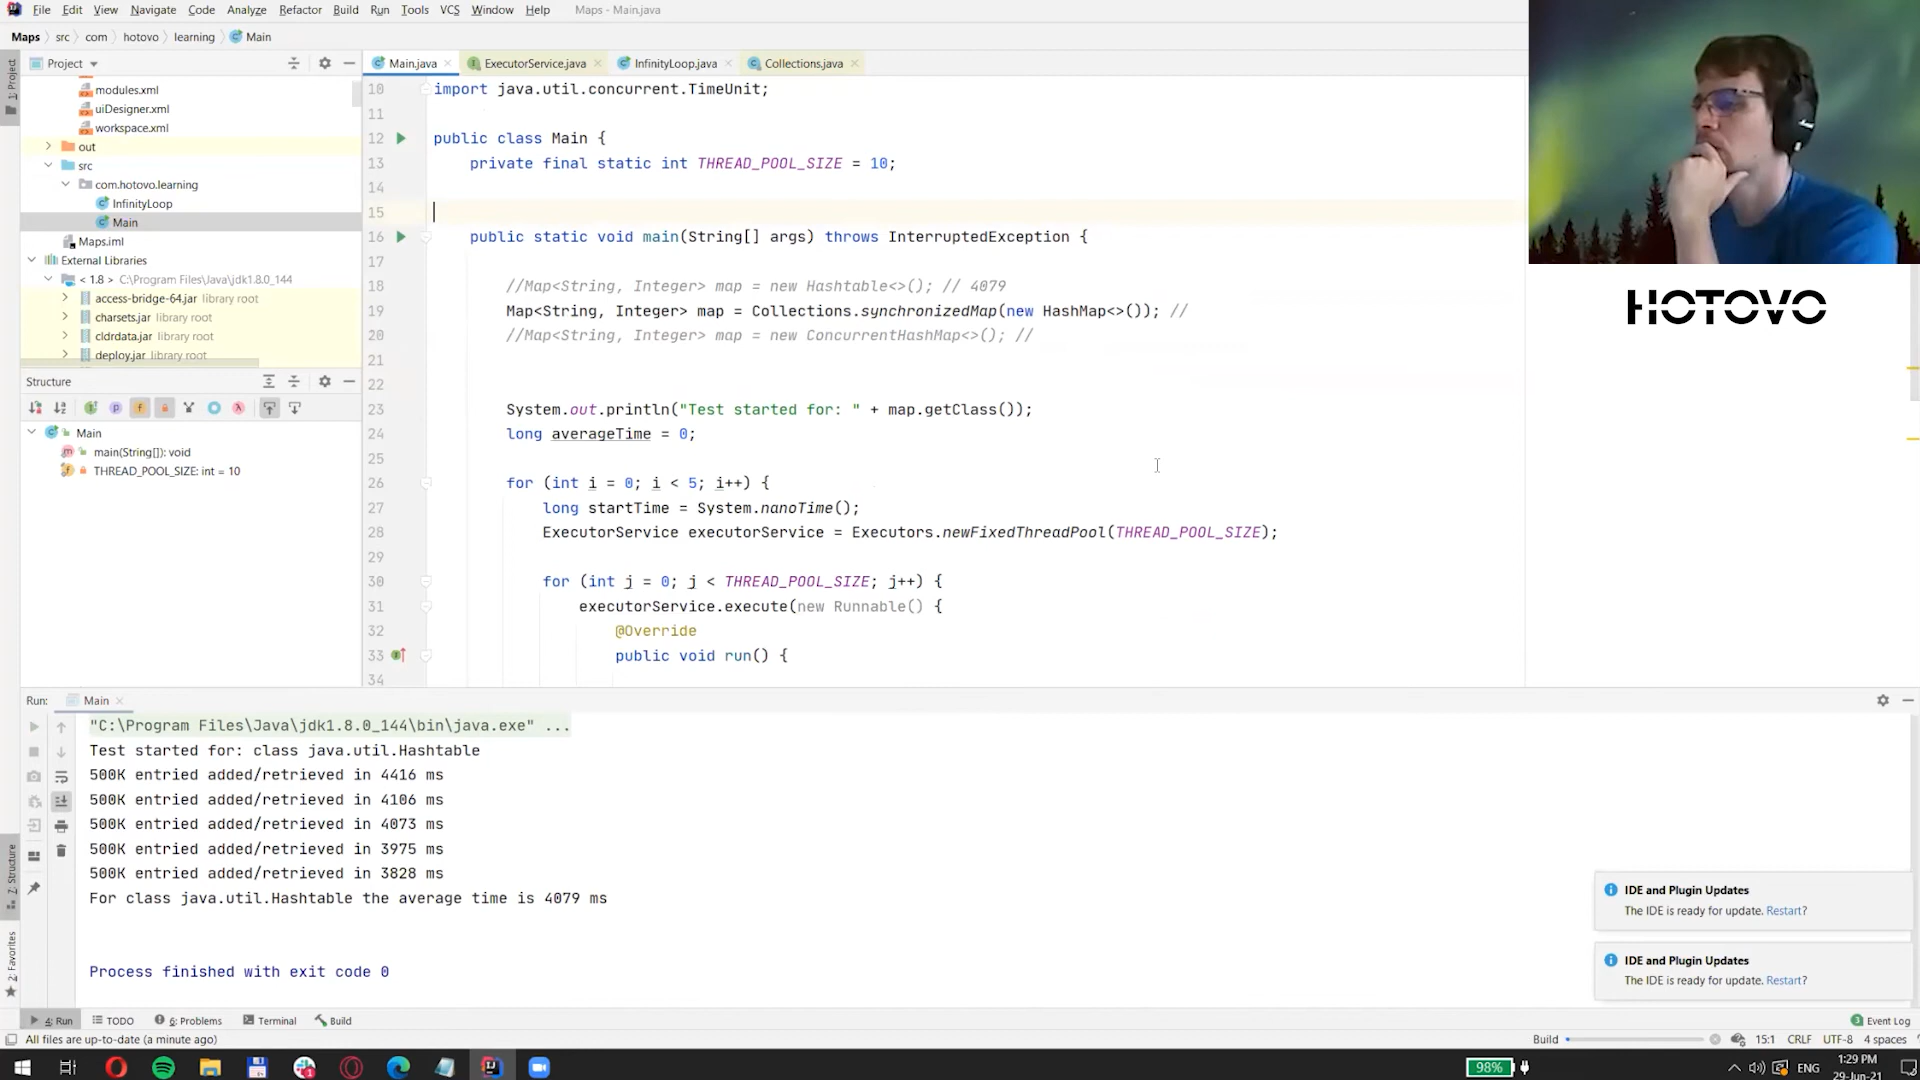 File Edit View Navigate Code Analyze Refactor Build Run Tools VCS Window Help Maps - Main.java
Maps src com hotovo learning Main
1: Project
Project
modules.xml
uiDesigner.xml
workspace.xml
out
src
com.hotovo.learning
InfinityLoop
Main
Maps.iml
External Libraries
< 1.8 > C:\Program Files\Java\jdk1.8.0_144
access-bridge-64.jar library root
charsets.jar library root
cldrdata.jar library root
deploy.jar library root
Structure
Main
main(String[]): void
THREAD_POOL_SIZE: int = 10
Main.java ExecutorService.java InfinityLoop.java Collections.java
10 import java.util.concurrent.TimeUnit;
11
12 public class Main {
13 private final static int THREAD_POOL_SIZE = 10;
14
15
16 public static void main(String[] args) throws InterruptedException {
17
18 //Map<String, Integer> map = new Hashtable<>(); // 4079
19 Map<String, Integer> map = Collections.synchronizedMap(new HashMap<>()); //
20 //Map<String, Integer> map = new ConcurrentHashMap<>(); //
21
22
23 System.out.println("Test started for: " + map.getClass());
24 long averageTime = 0;
25
26 for (int i = 0; i < 5; i++) {
27 long startTime = System.nanoTime();
28 ExecutorService executorService = Executors.newFixedThreadPool(THREAD_POOL_SIZE);
29
30 for (int j = 0; j < THREAD_POOL_SIZE; j++) {
31 executorService.execute(new Runnable() {
32 @Override
33 public void run() {
34
HOTOVO
Run: Main
"C:\Program Files\Java\jdk1.8.0_144\bin\java.exe" ...
Test started for: class java.util.Hashtable
500K entried added/retrieved in 4416 ms
500K entried added/retrieved in 4106 ms
500K entried added/retrieved in 4073 ms
500K entried added/retrieved in 3975 ms
500K entried added/retrieved in 3828 ms
For class java.util.Hashtable the average time is 4079 ms
Process finished with exit code 0
Z: Structure
2: Favorites
IDE and Plugin Updates
The IDE is ready for update. Restart?
IDE and Plugin Updates
The IDE is ready for update. Restart?
4: Run TODO 6: Problems Terminal Build 3 Event Log
All files are up-to-date (a minute ago) Build 15:1 CRLF UTF-8 4 spaces
98% ENG 1:29 PM
29-Jun-21